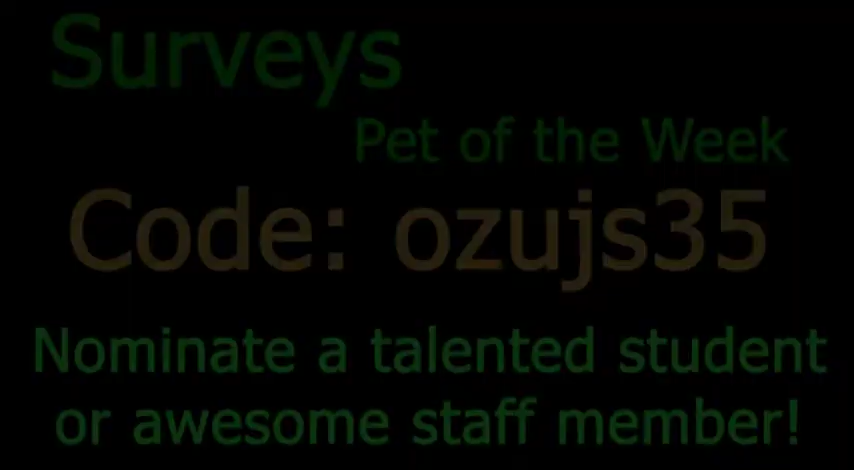 Surveys
Pet of the Week
Code: ozujs35
Nominate a talented student
or awesome staff member!